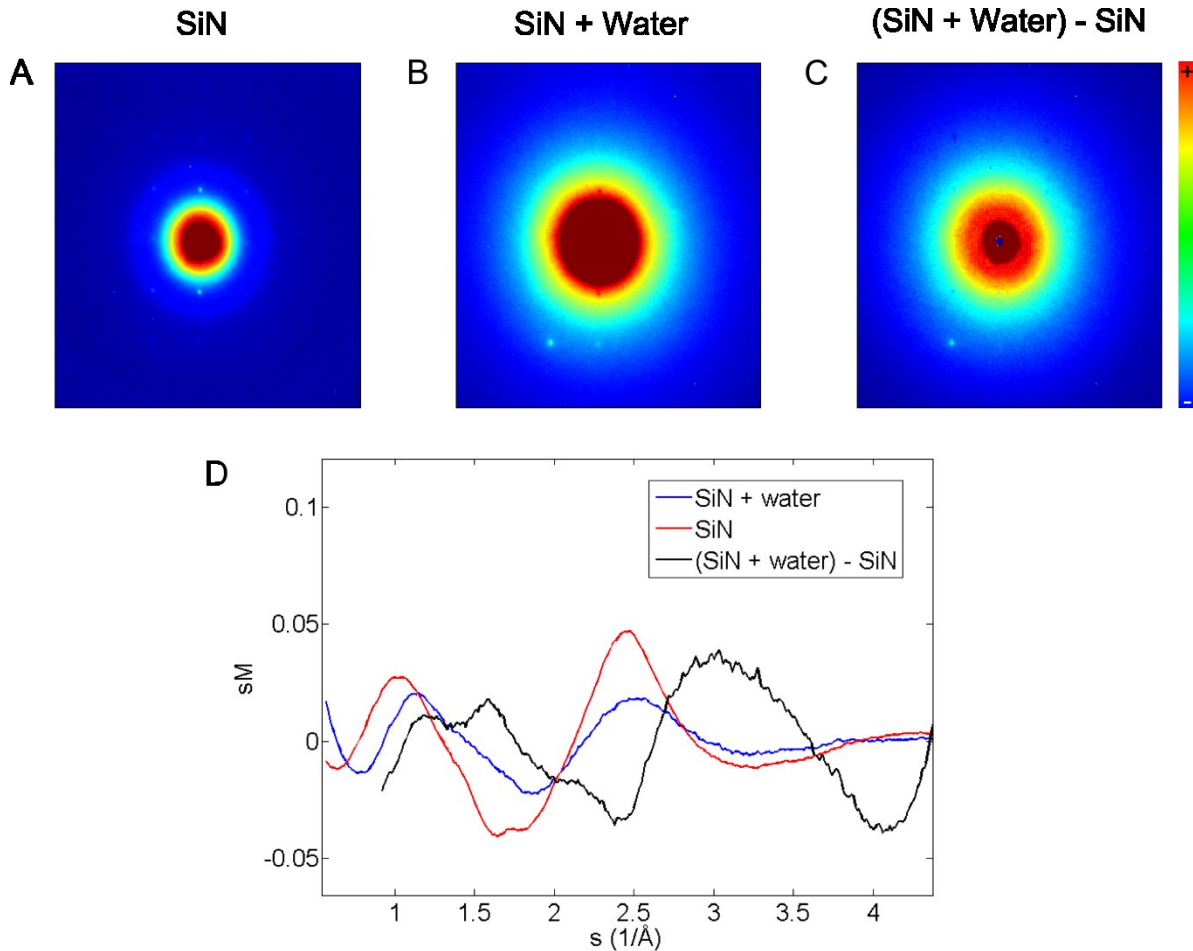 SiN
SiN + Water
(SiN + Water) - SiN
A
B
C
+
-
D
SiN + water
SiN
(SiN + water) - SiN
0.1
0.05
0
-0.05
sM
1
1.5
2
2.5
3
3.5
4
s (1/Å)